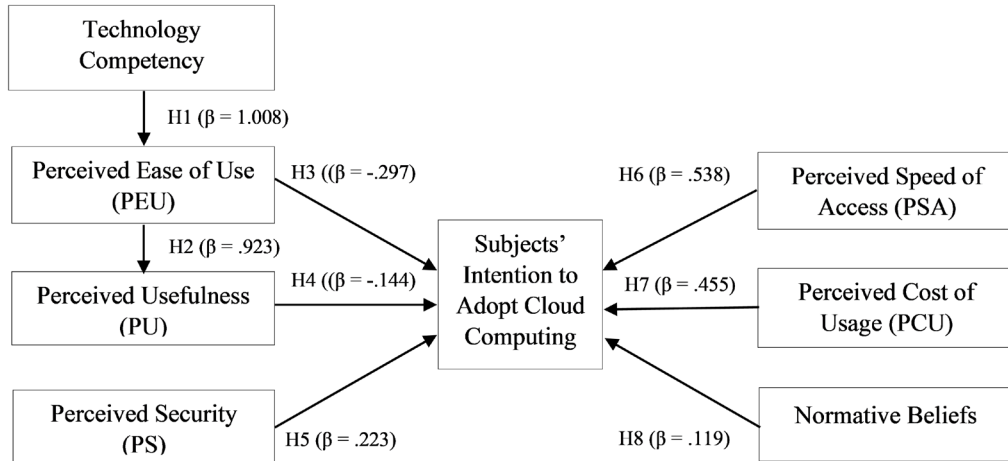 Technology
Competency
H1 (β = 1.008)
Perceived Ease of Use
(PEU)
H3 ((β = -.297)
H2 (β = .923)
Perceived Usefulness
(PU)
H4 ((β = -.144)
Perceived Security
(PS)
H5 (β = .223)
Subjects’
Intention to
Adopt Cloud
Computing
H6 (β = .538)
Perceived Speed of
Access (PSA)
H7 (β = .455)
Perceived Cost of
Usage (PCU)
Normative Beliefs
H8 (β = .119)